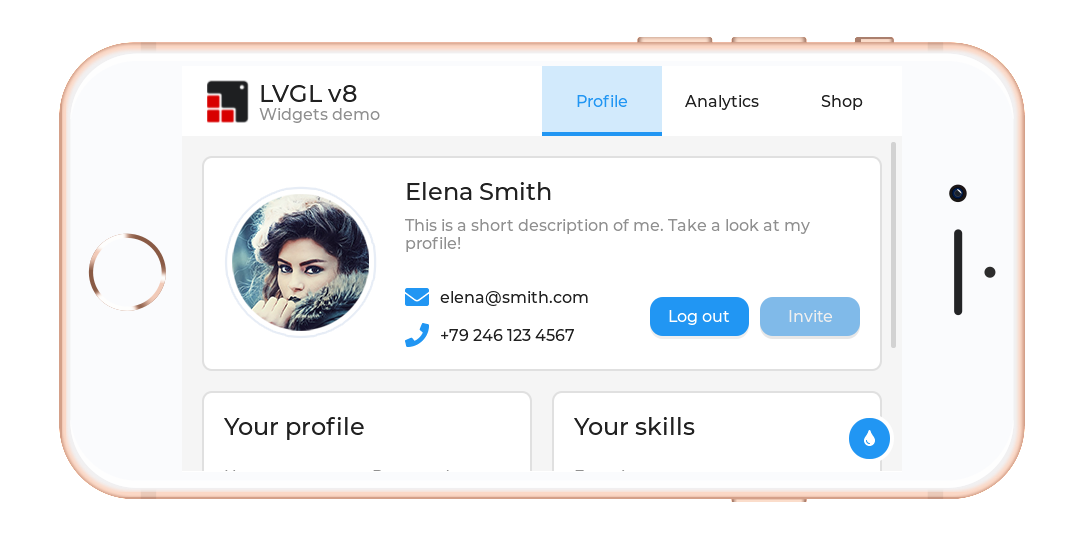 LVGL v8
Widgets demo
Profile
Analytics
Shop
Elena Smith
This is a short description of me. Take a look at my
profile!
elena@smith.com
+79 246 123 4567
Log out
Invite
Your profile
Your skills